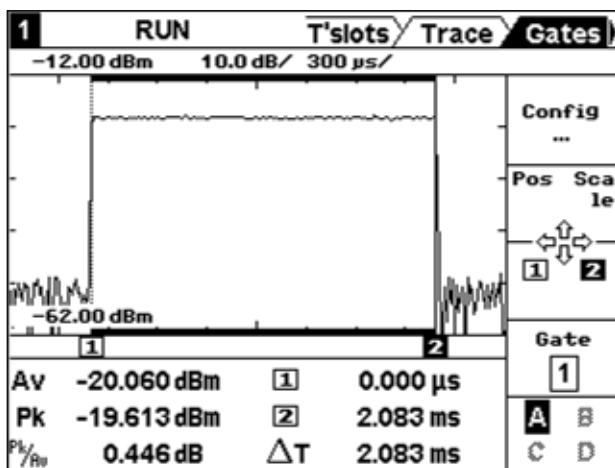 1 RUN T'slots Trace Gates
-12.00 dBm 10.0 dB/ 300 µs/
Config
...
Pos Sca
le
1 2
-62.00 dBm
1 2
Gate
1
Av -20.060 dBm 1 0.000 µs
Pk -19.613 dBm 2 2.083 ms
Pk/Av 0.446 dB ΔT 2.083 ms
A B
C D